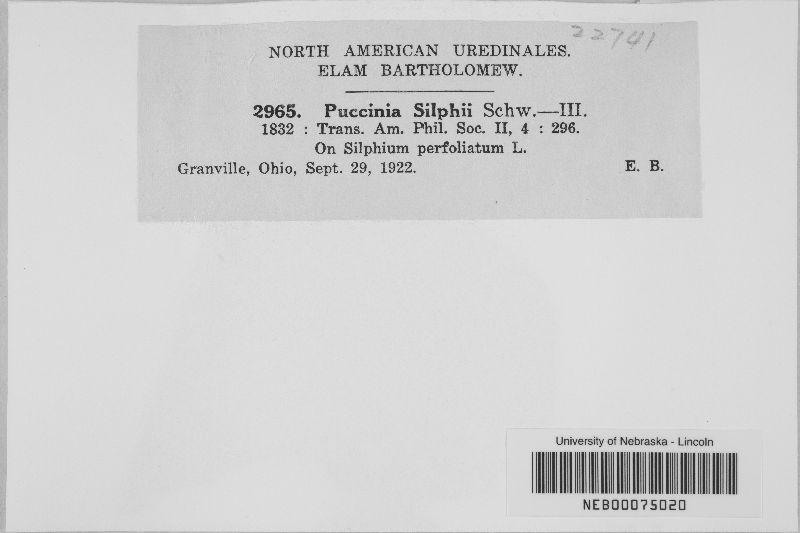 22741
NORTH AMERICAN UREDINALES.
ELAM BARTHOLOMEW.
2965. Puccinia Silphii Schw.—III.
1832 : Trans. Am. Phil. Soc. II, 4 : 296.
On Silphium perfoliatum L.
Granville, Ohio, Sept. 29, 1922. E. B.
University of Nebraska - Lincoln
NEB00075020